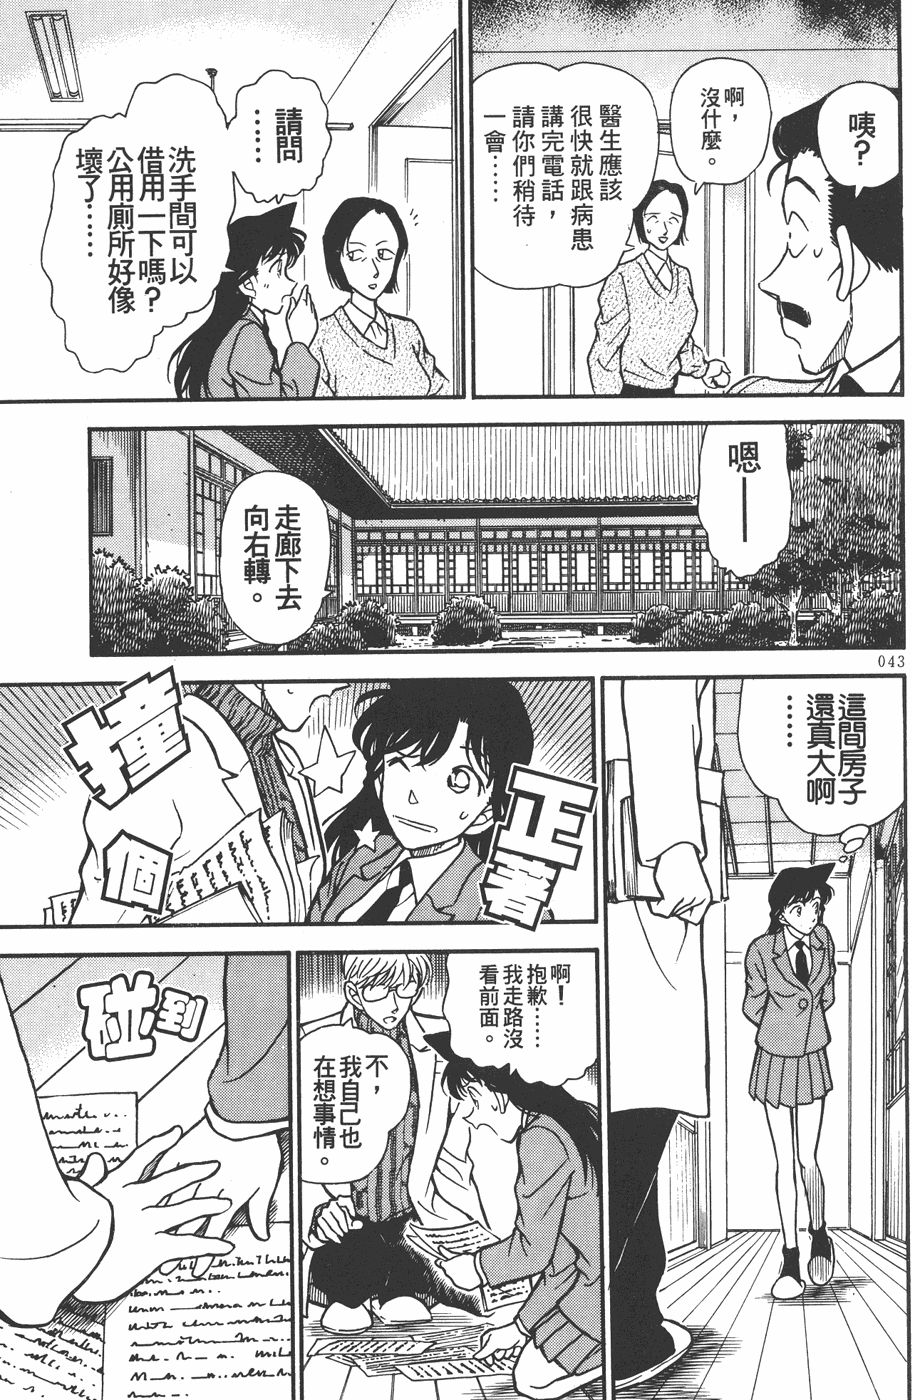 咦？
啊，
沒什麼。
醫生應該
很快就跟病患
講完電話，
請你們稍待
一會……
請問
……
洗手間可以
借用一下嗎？
公用廁所好像
壞了……
嗯——
走廊下去
向右轉。
043
這間房子
還真大啊
……
正著
撞個
啊！
抱歉……
我走路沒
看前面。
不，
我自己也
在想事情。
碰到